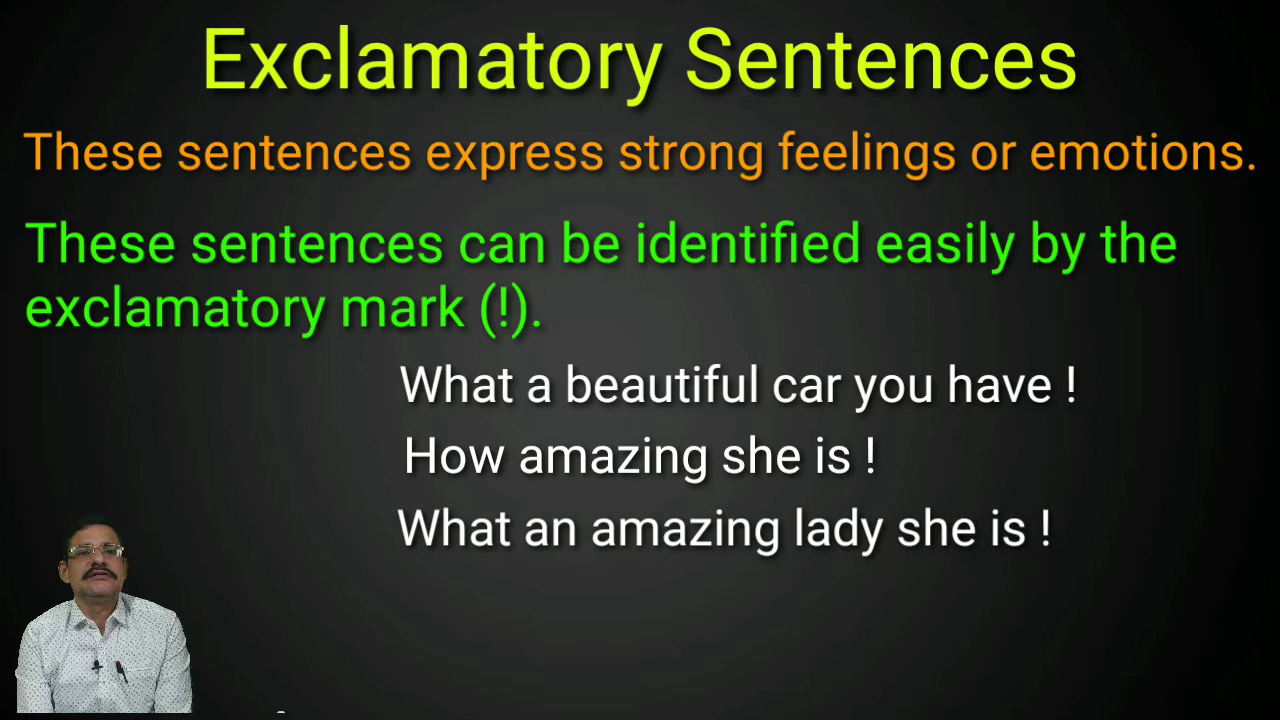 Exclamatory Sentences
These sentences express strong feelings or emotions.
These sentences can be identified easily by the
exclamatory mark (!).
What a beautiful car you have !
How amazing she is !
What an amazing lady she is !